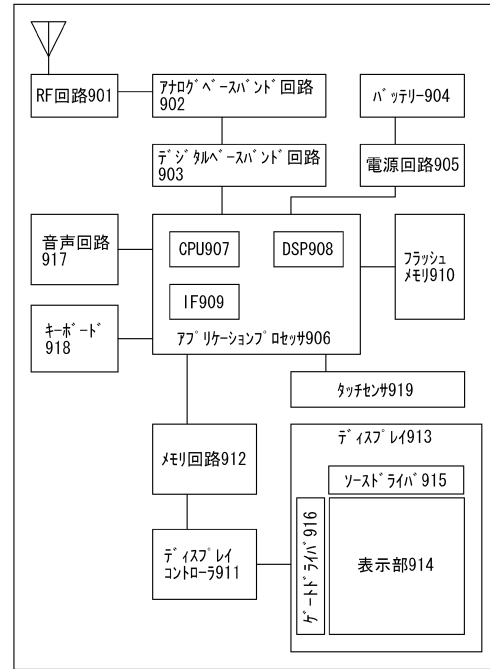 RF回路901
ｱﾅﾛｸﾞﾍﾞｰｽﾊﾞﾝﾄﾞ回路
902
ﾊﾞｯﾃﾘｰ904
ﾃﾞｼﾞﾀﾙﾍﾞｰｽﾊﾞﾝﾄﾞ回路
903
電源回路905
音声回路
917
CPU907
DSP908
ﾌﾗｯｼｭ
ﾒﾓﾘ910
IF909
ｷｰﾎﾞｰﾄﾞ
918
ｱﾌﾟﾘｹｰｼｮﾝﾌﾟﾛｾｯｻ906
ﾀｯﾁｾﾝｻ919
ﾒﾓﾘ回路912
ﾃﾞｨｽﾌﾟﾚｲ913
ｿｰｽﾄﾞﾗｲﾊﾞ915
ｹﾞｰﾄﾄﾞﾗｲﾊﾞ916
表示部914
ﾃﾞｨｽﾌﾟﾚｲ
ｺﾝﾄﾛｰﾗ911